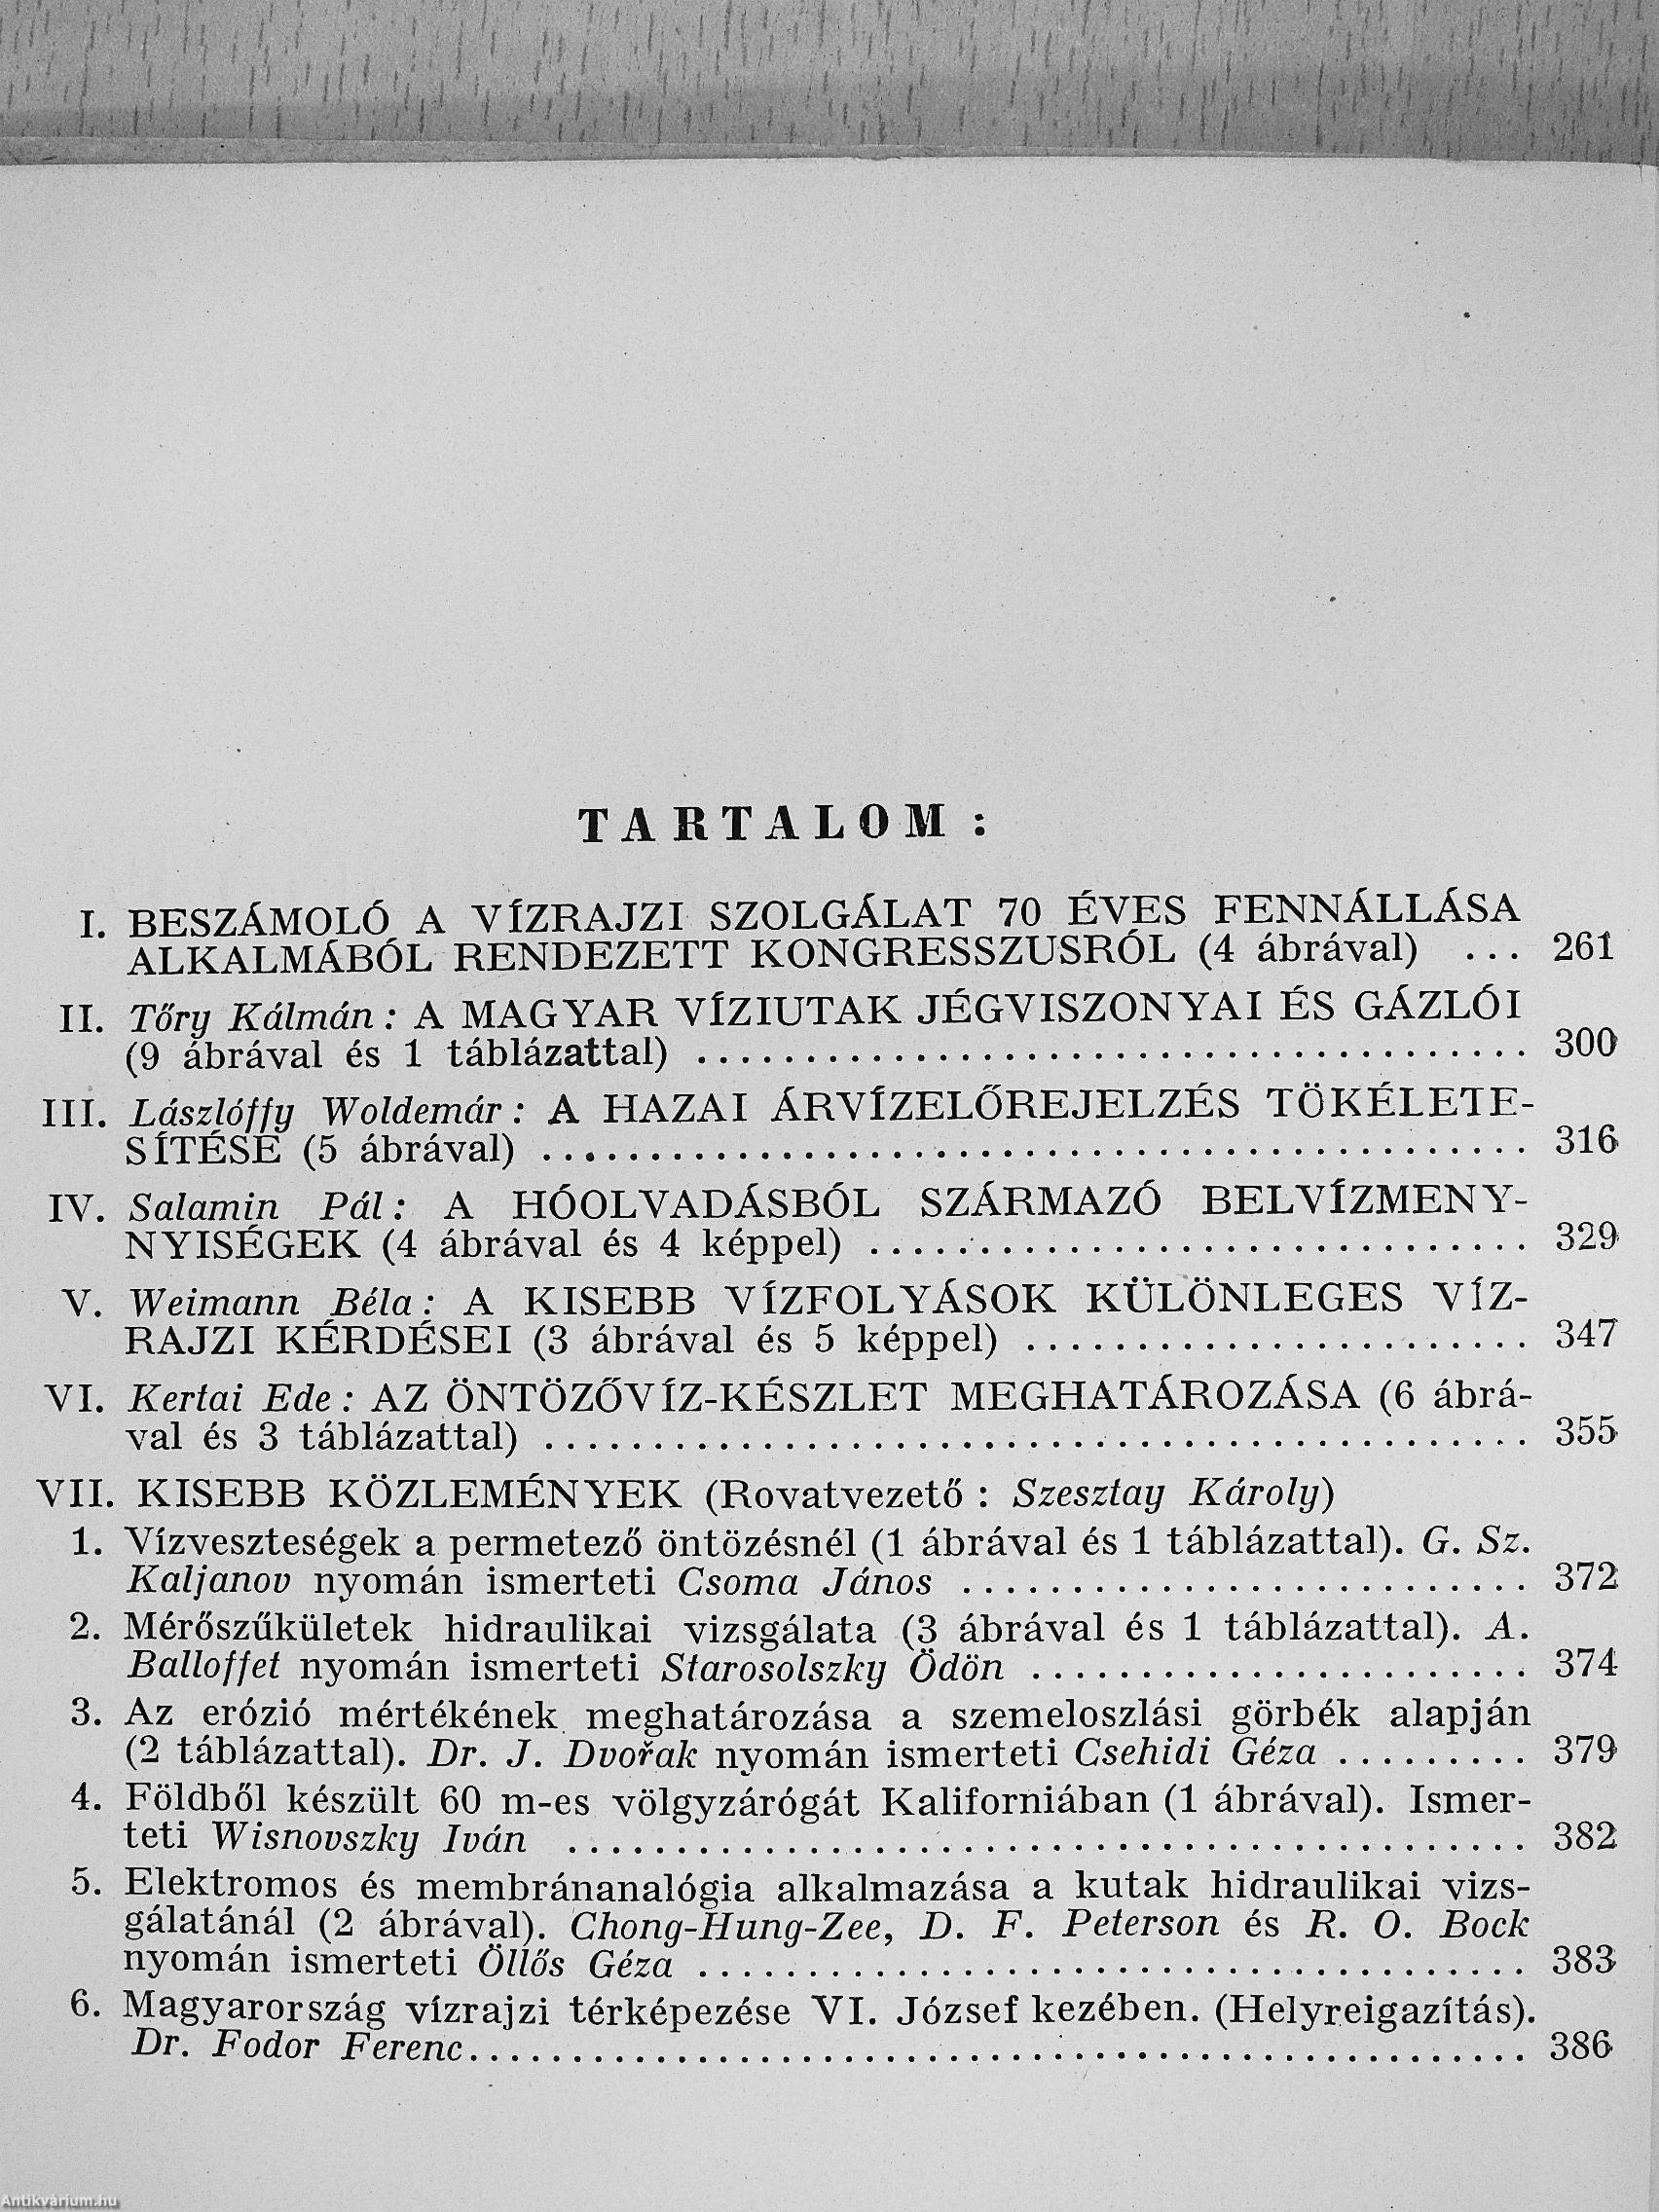 TARTALOM :
I. BESZÁMOLÓ A VÍZRAJZI SZOLGÁLAT 70 ÉVES FENNÁLLÁSA
ALKALMÁBÓL RENDEZETT KONGRESSZUSRÓL (4 ábrával) ... 261
II. Tőry Kálmán : A MAGYAR VÍZIUTAK JÉGVISZONYAI ÉS GÁZLÓI
(9 ábrával és 1 táblázattal) ........................................ 300
III. Lászlóffy Woldemár : A HAZAI ÁRVÍZELŐREJELZÉS TÖKÉLETE-
SÍTÉSE (5 ábrával) ................................................ 316
IV. Salamin Pál : A HÓOLVADÁSBÓL SZÁRMAZÓ BELVÍZMENY-
NYISÉGEK (4 ábrával és 4 képpel) ................................ 329
V. Weimann Béla : A KISEBB VÍZFOLYÁSOK KÜLÖNLEGES VÍZ-
RAJZI KÉRDÉSEI (3 ábrával és 5 képpel) ........................ 347
VI. Kertai Ede : AZ ÖNTÖZŐVÍZ-KÉSZLET MEGHATÁROZÁSA (6 ábrá-
val és 3 táblázattal) ................................................ 355
VII. KISEBB KÖZLEMÉNYEK (Rovatvezető : Szesztay Károly)
1. Vízveszteségek a permetező öntözésnél (1 ábrával és 1 táblázattal). G. Sz.
Kaljanov nyomán ismerteti Csoma János ............................ 372
2. Mérőszűkületek hidraulikai vizsgálata (3 ábrával és 1 táblázattal). A.
Balloffet nyomán ismerteti Starosolszky Ödön ........................ 374
3. Az erózió mértékének meghatározása a szemeloszlási görbék alapján
(2 táblázattal). Dr. J. Dvořak nyomán ismerteti Csehidi Géza ......... 379
4. Földből készült 60 m-es völgyzárógát Kaliforniában (1 ábrával). Ismer-
teti Wisnovszky Iván .............................................. 382
5. Elektromos és membránanalógia alkalmazása a kutak hidraulikai vizs-
gálatánál (2 ábrával). Chong-Hung-Zee, D. F. Peterson és R. O. Bock
nyomán ismerteti Öllős Géza ........................................ 383
6. Magyarország vízrajzi térképezése VI. József kezében. (Helyreigazítás).
Dr. Fodor Ferenc.................................................... 386
Antikvárium.hu